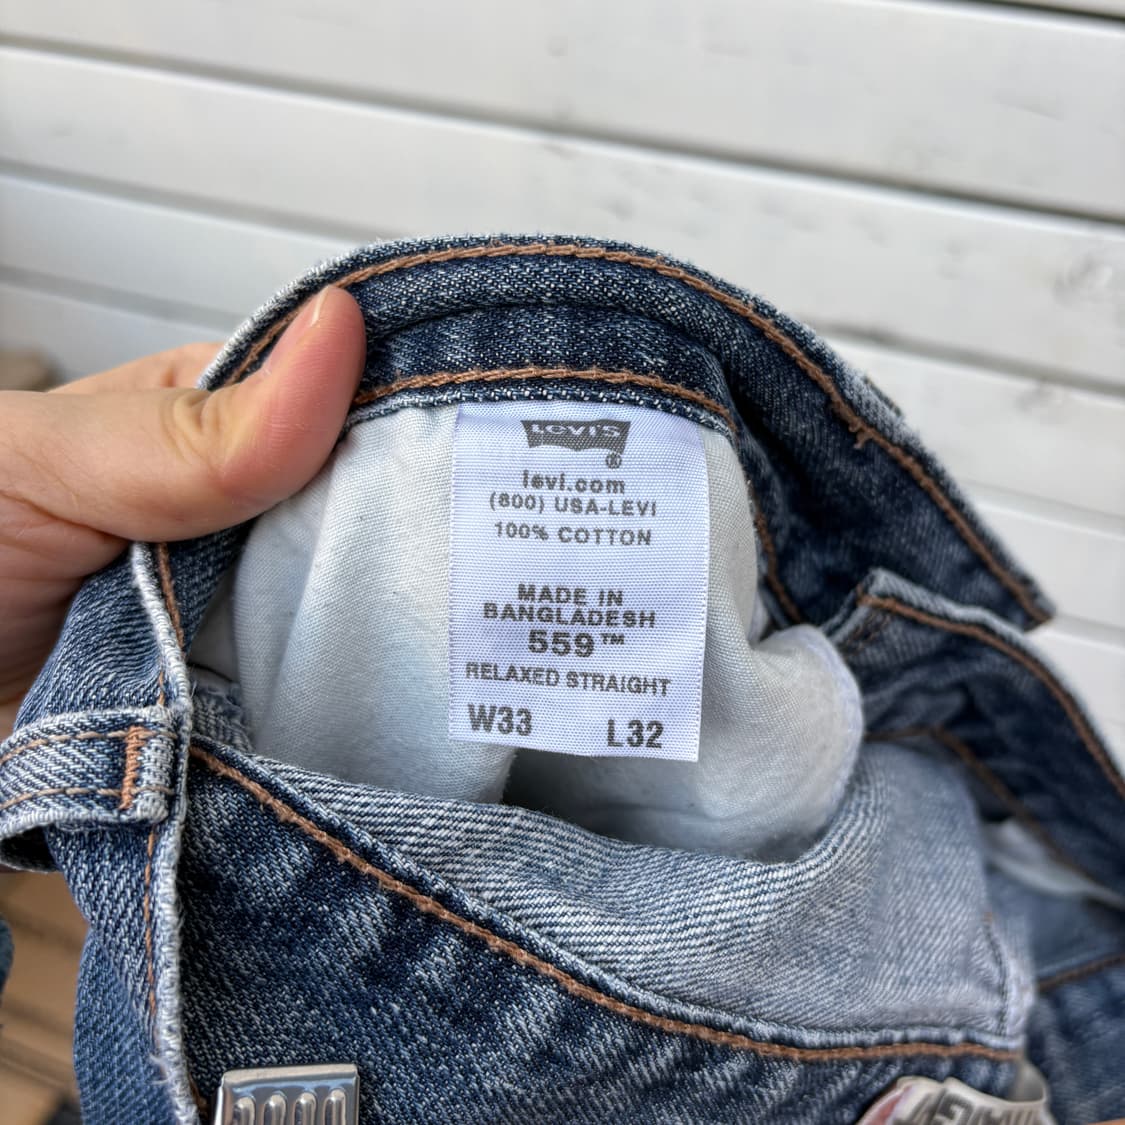 LEVI'S
®
levi.com
(800) USA-LEVI
100% COTTON
MADE IN
BANGLADESH
559™
RELAXED STRAIGHT
W33 L32